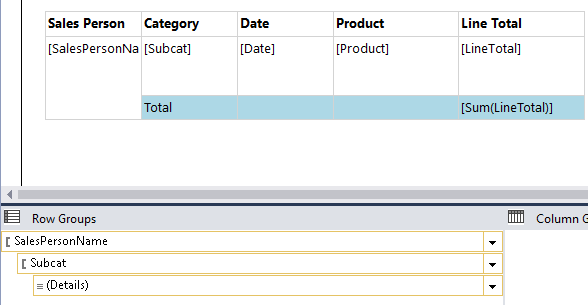 Sales Person Category Date Product Line Total
[SalesPersonNa [Subcat] [Date] [Product] [LineTotal]
Total [Sum(LineTotal)]
Row Groups Column G
[ SalesPersonName
[ Subcat
≡ (Details)